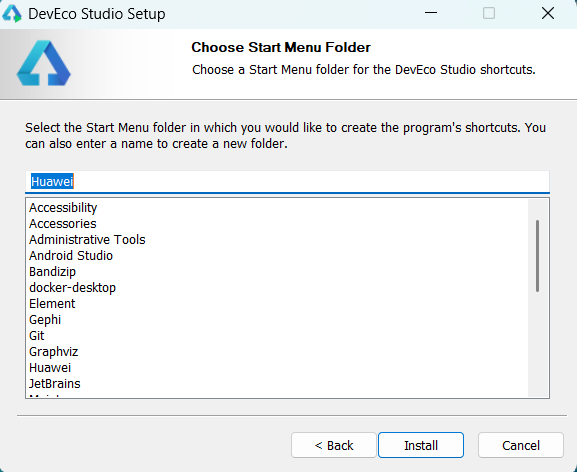 DevEco Studio Setup
Choose Start Menu Folder
Choose a Start Menu folder for the DevEco Studio shortcuts.
Select the Start Menu folder in which you would like to create the program's shortcuts. You
can also enter a name to create a new folder.
Huawei
Accessibility
Accessories
Administrative Tools
Android Studio
Bandizip
docker-desktop
Element
Gephi
Git
Graphviz
Huawei
JetBrains
< Back
Install
Cancel